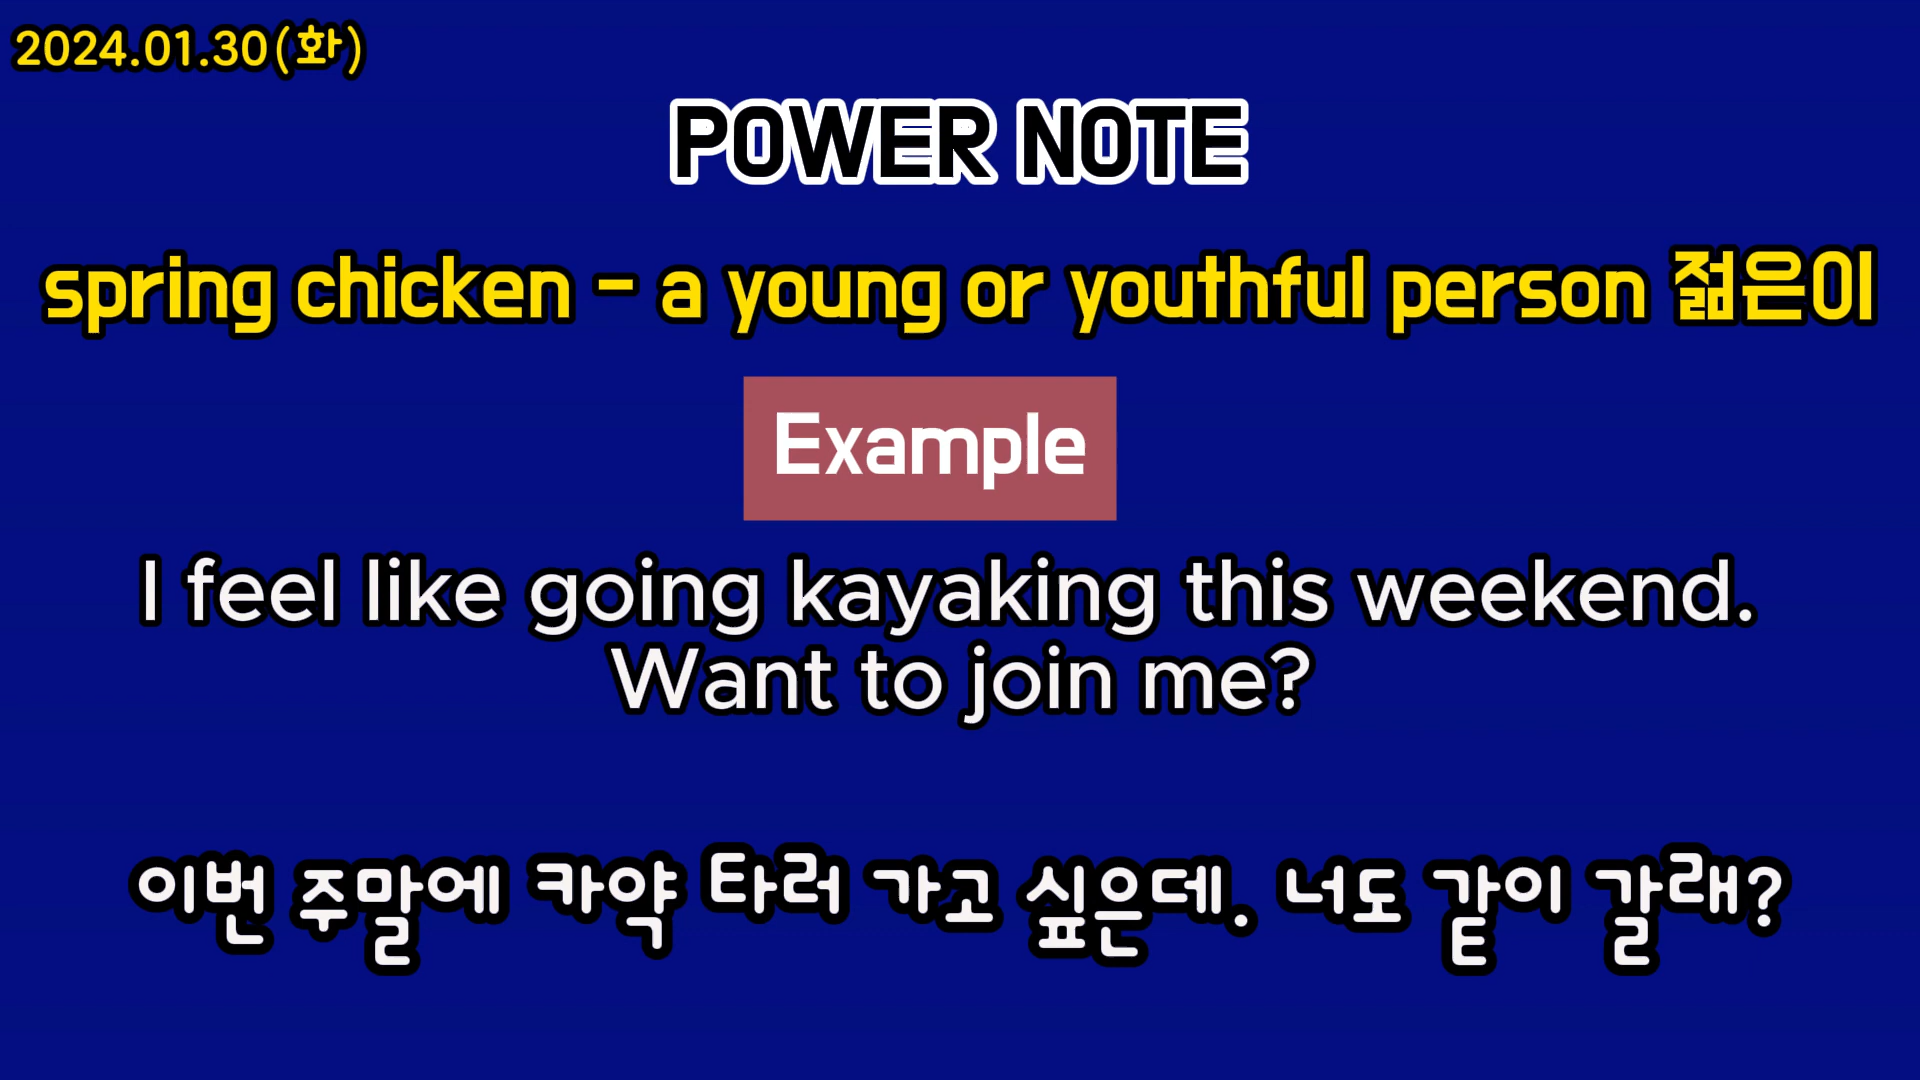 2024.01.30(화)
POWER NOTE
spring chicken - a young or youthful person 젊은이
Example
I feel like going kayaking this weekend.
Want to join me?
이번 주말에 카약 타러 가고 싶은데. 너도 같이 갈래?